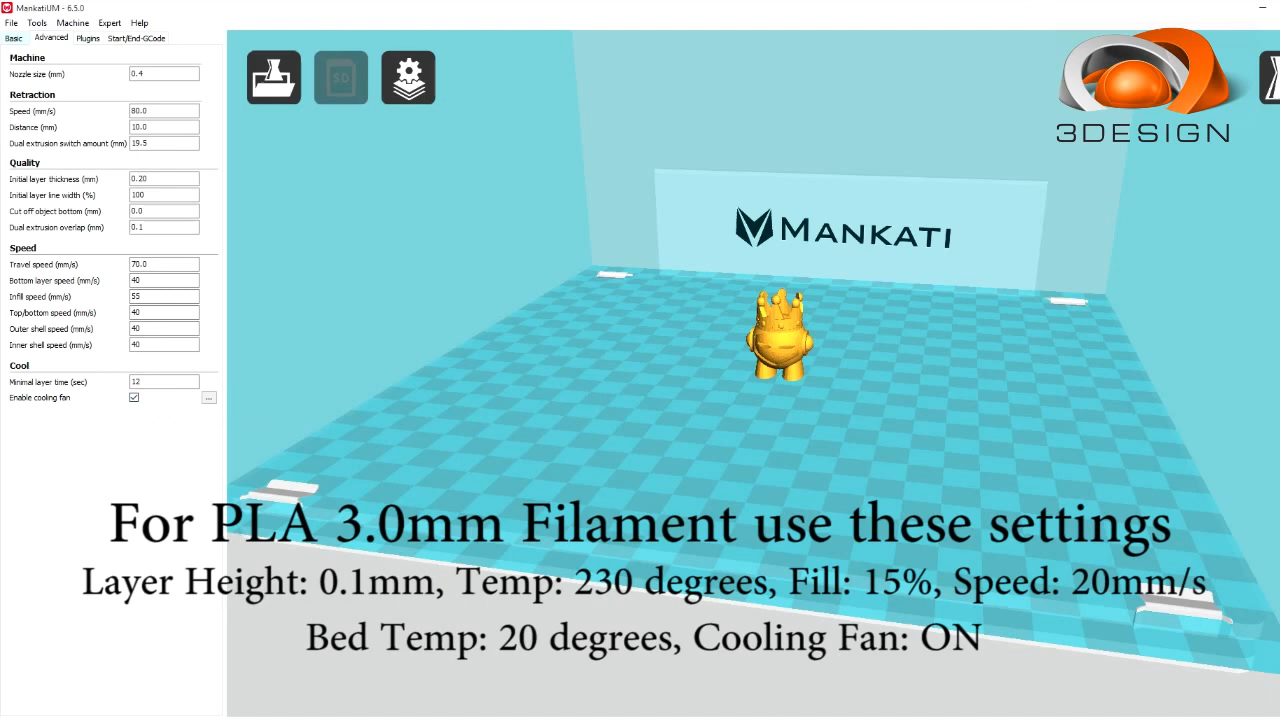 MankatiUM - 6.5.0
File Tools Machine Expert Help
Basic Advanced Plugins Start/End-GCode
Machine
Nozzle size (mm) 0.4
Retraction
Speed (mm/s) 80.0
Distance (mm) 10.0
Dual extrusion switch amount (mm) 19.5
Quality
Initial layer thickness (mm) 0.20
Initial layer line width (%) 100
Cut off object bottom (mm) 0.0
Dual extrusion overlap (mm) 0.1
Speed
Travel speed (mm/s) 70.0
Bottom layer speed (mm/s) 40
Infill speed (mm/s) 55
Top/bottom speed (mm/s) 40
Outer shell speed (mm/s) 40
Inner shell speed (mm/s) 40
Cool
Minimal layer time (sec) 12
Enable cooling fan ...
SD
3DESIGN
MANKATI
For PLA 3.0mm Filament use these settings
Layer Height: 0.1mm, Temp: 230 degrees, Fill: 15%, Speed: 20mm/s
Bed Temp: 20 degrees, Cooling Fan: ON